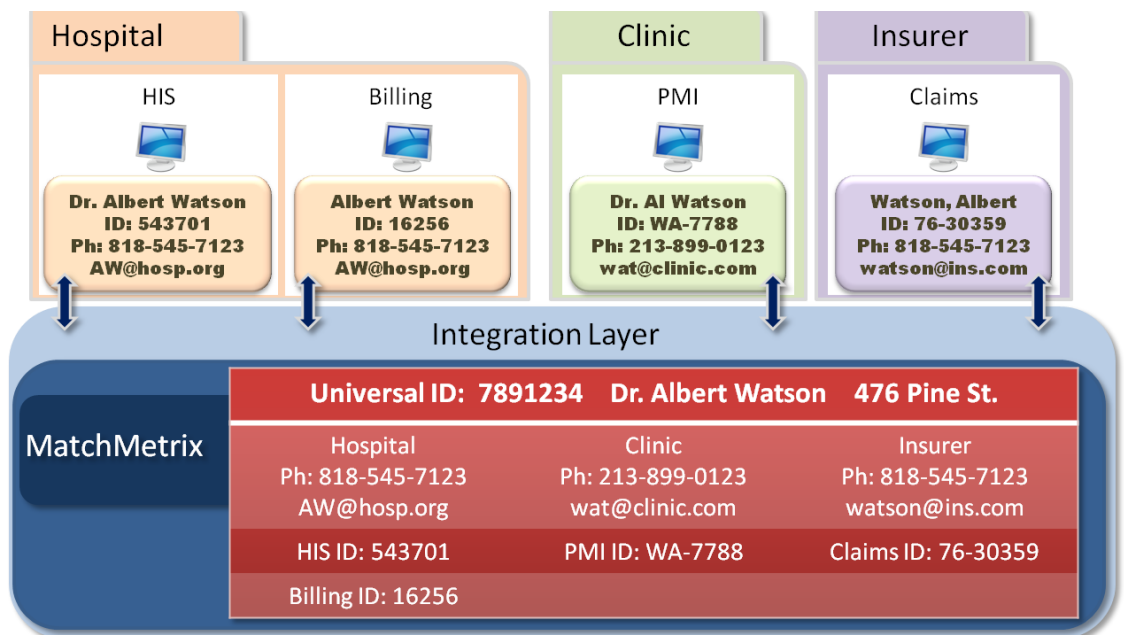 Hospital
Clinic
Insurer
HIS
Billing
PMI
Claims
Dr. Albert Watson
ID: 543701
Ph: 818-545-7123
AW@hosp.org
Albert Watson
ID: 16256
Ph: 818-545-7123
AW@hosp.org
Dr. Al Watson
ID: WA-7788
Ph: 213-899-0123
wat@clinic.com
Watson, Albert
ID: 76-30359
Ph: 818-545-7123
watson@ins.com
Integration Layer
MatchMetrix
Universal ID: 7891234 Dr. Albert Watson 476 Pine St.
Hospital
Ph: 818-545-7123
AW@hosp.org
Clinic
Ph: 213-899-0123
wat@clinic.com
Insurer
Ph: 818-545-7123
watson@ins.com
HIS ID: 543701
PMI ID: WA-7788
Claims ID: 76-30359
Billing ID: 16256